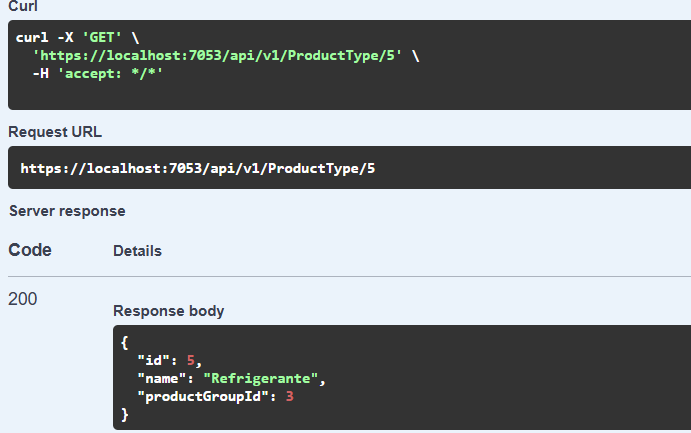 Curl
curl -X 'GET' \
  'https://localhost:7053/api/v1/ProductType/5' \
  -H 'accept: */*'
Request URL
https://localhost:7053/api/v1/ProductType/5
Server response
Code Details
200
Response body
{
  "id": 5,
  "name": "Refrigerante",
  "productGroupId": 3
}